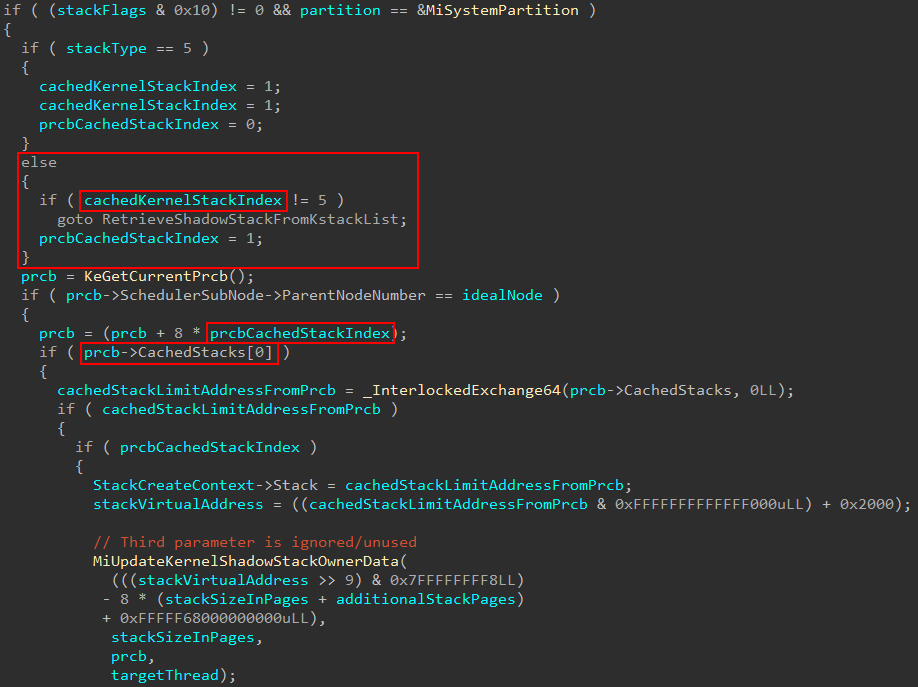 if ( (stackFlags & 0x10) != 0 && partition == &MiSystemPartition )
{
if ( stackType == 5 )
{
cachedKernelStackIndex = 1;
cachedKernelStackIndex = 1;
prcbCachedStackIndex = 0;
}
else
{
if ( cachedKernelStackIndex != 5 )
goto RetrieveShadowStackFromKstackList;
prcbCachedStackIndex = 1;
}
prcb = KeGetCurrentPrcb();
if ( prcb->SchedulerSubNode->ParentNodeNumber == idealNode )
{
prcb = (prcb + 8 * prcbCachedStackIndex);
if ( prcb->CachedStacks[0] )
{
cachedStackLimitAddressFromPrcb = _InterlockedExchange64(prcb->CachedStacks, 0LL);
if ( cachedStackLimitAddressFromPrcb )
{
if ( prcbCachedStackIndex )
{
StackCreateContext->Stack = cachedStackLimitAddressFromPrcb;
stackVirtualAddress = ((cachedStackLimitAddressFromPrcb & 0xFFFFFFFFFFFFF000uLL) + 0x2000);
// Third parameter is ignored/unused
MiUpdateKernelShadowStackOwnerData(
(((stackVirtualAddress >> 9) & 0x7FFFFFFFF8LL)
- 8 * (stackSizeInPages + additionalStackPages)
+ 0xFFFFF68000000000uLL),
stackSizeInPages,
prcb,
targetThread);